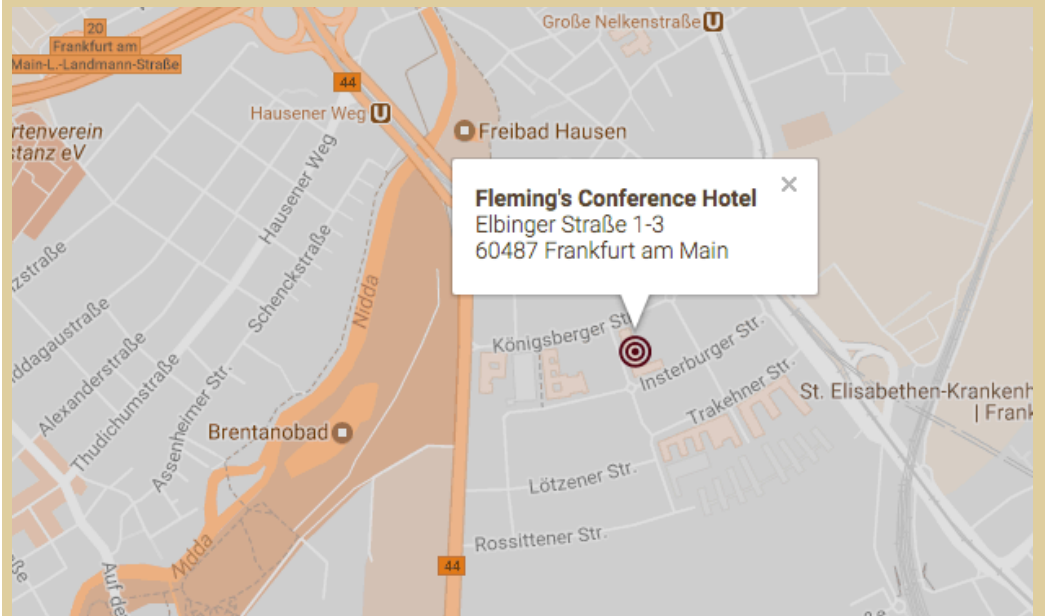 Große Nelkenstraße U
20
Frankfurt am
Main-L.-Landmann-Straße
44
Hausener Weg U
rtenverein
stanz eV
Freibad Hausen
Hausener Weg
Fleming's Conference Hotel ×
Elbinger Straße 1-3
60487 Frankfurt am Main
zstraße
Schenckstraße
Nidda
ddagaustraße
Königsberger St
Insterburger Str.
Alexanderstraße
Thudichumstraße
Assenheimer Str.
Trakehner Str.
St. Elisabethen-Krankenh
| Frank
Brentanobad
Lötzener Str.
Rossittener Str.
Nidda
44
Auf de
ße